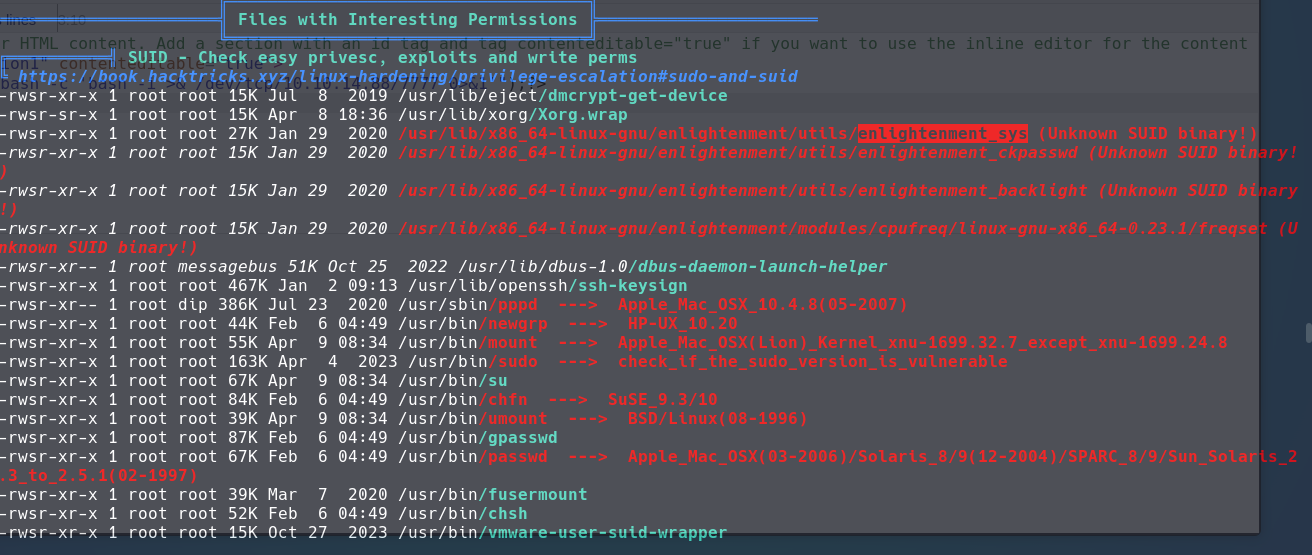 s lines 3:10
Files with Interesting Permissions
r HTML content. Add a section with an id tag and tag contenteditable="true" if you want to use the inline editor for the content
SUID - Check easy privesc, exploits and write perms
https://book.hacktricks.xyz/linux-hardening/privilege-escalation#sudo-and-suid
-rwsr-xr-x 1 root root 15K Jul  8  2019 /usr/lib/eject/dmcrypt-get-device
-rwsr-sr-x 1 root root 15K Apr  8 18:36 /usr/lib/xorg/Xorg.wrap
-rwsr-xr-x 1 root root 27K Jan 29  2020 /usr/lib/x86_64-linux-gnu/enlightenment/utils/enlightenment_sys (Unknown SUID binary!)
-rwsr-xr-x 1 root root 15K Jan 29  2020 /usr/lib/x86_64-linux-gnu/enlightenment/utils/enlightenment_ckpasswd (Unknown SUID binary!
)
-rwsr-xr-x 1 root root 15K Jan 29  2020 /usr/lib/x86_64-linux-gnu/enlightenment/utils/enlightenment_backlight (Unknown SUID binary
!)
-rwsr-xr-x 1 root root 15K Jan 29  2020 /usr/lib/x86_64-linux-gnu/enlightenment/modules/cpufreq/linux-gnu-x86_64-0.23.1/freqset (U
nknown SUID binary!)
-rwsr-xr-- 1 root messagebus 51K Oct 25  2022 /usr/lib/dbus-1.0/dbus-daemon-launch-helper
-rwsr-xr-x 1 root root 467K Jan  2 09:13 /usr/lib/openssh/ssh-keysign
-rwsr-xr-- 1 root dip 386K Jul 23  2020 /usr/sbin/pppd  --->  Apple_Mac_OSX_10.4.8(05-2007)
-rwsr-xr-x 1 root root 44K Feb  6 04:49 /usr/bin/newgrp  --->  HP-UX_10.20
-rwsr-xr-x 1 root root 55K Apr  9 08:34 /usr/bin/mount  --->  Apple_Mac_OSX(Lion)_Kernel_xnu-1699.32.7_except_xnu-1699.24.8
-rwsr-xr-x 1 root root 163K Apr  4  2023 /usr/bin/sudo  --->  check_if_the_sudo_version_is_vulnerable
-rwsr-xr-x 1 root root 67K Apr  9 08:34 /usr/bin/su
-rwsr-xr-x 1 root root 84K Feb  6 04:49 /usr/bin/chfn  --->  SuSE_9.3/10
-rwsr-xr-x 1 root root 39K Apr  9 08:34 /usr/bin/umount  --->  BSD/Linux(08-1996)
-rwsr-xr-x 1 root root 87K Feb  6 04:49 /usr/bin/gpasswd
-rwsr-xr-x 1 root root 67K Feb  6 04:49 /usr/bin/passwd  --->  Apple_Mac_OSX(03-2006)/Solaris_8/9(12-2004)/SPARC_8/9/Sun_Solaris_2
.3_to_2.5.1(02-1997)
-rwsr-xr-x 1 root root 39K Mar  7  2020 /usr/bin/fusermount
-rwsr-xr-x 1 root root 52K Feb  6 04:49 /usr/bin/chsh
-rwsr-xr-x 1 root root 15K Oct 27  2023 /usr/bin/vmware-user-suid-wrapper